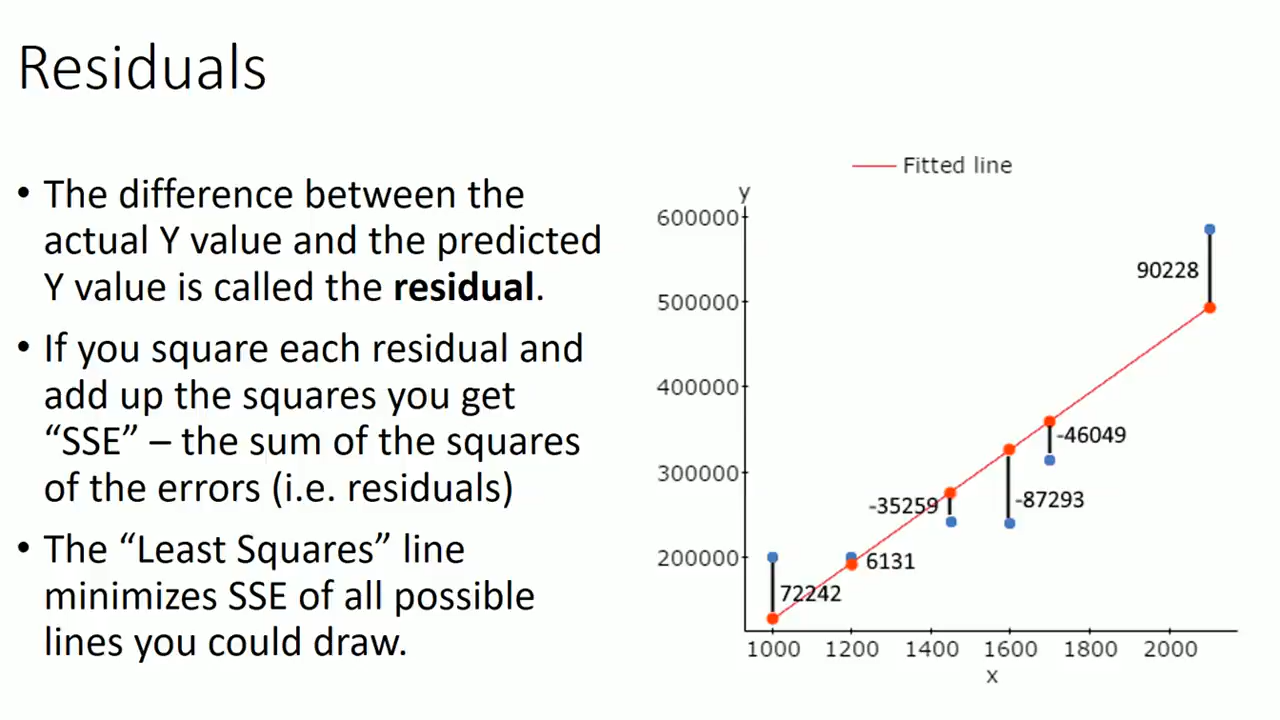 Residuals
• The difference between the
actual Y value and the predicted
Y value is called the residual.
• If you square each residual and
add up the squares you get
“SSE” – the sum of the squares
of the errors (i.e. residuals)
• The “Least Squares” line
minimizes SSE of all possible
lines you could draw.
Fitted line
y
600000
500000
400000
300000
200000
90228
-46049
-87293
-35259
6131
72242
1000 1200 1400 1600 1800 2000
x